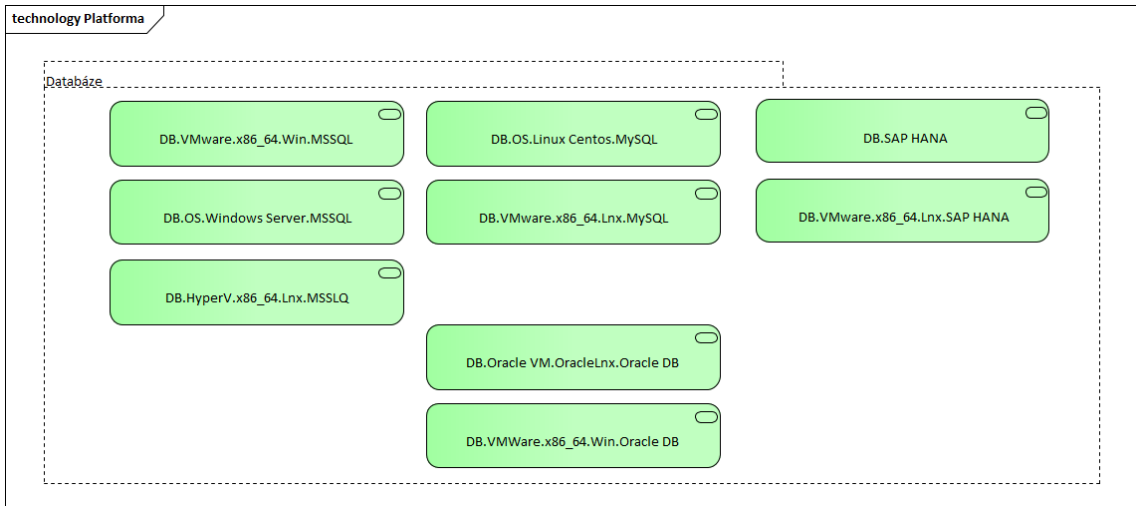 technology Platforma
Databáze
DB.VMware.x86_64.Win.MSSQL
DB.OS.Linux Centos.MySQL
DB.SAP HANA
DB.OS.Windows Server.MSSQL
DB.VMware.x86_64.Lnx.MySQL
DB.VMware.x86_64.Lnx.SAP HANA
DB.HyperV.x86_64.Lnx.MSSLQ
DB.Oracle VM.OracleLnx.Oracle DB
DB.VMWare.x86_64.Win.Oracle DB